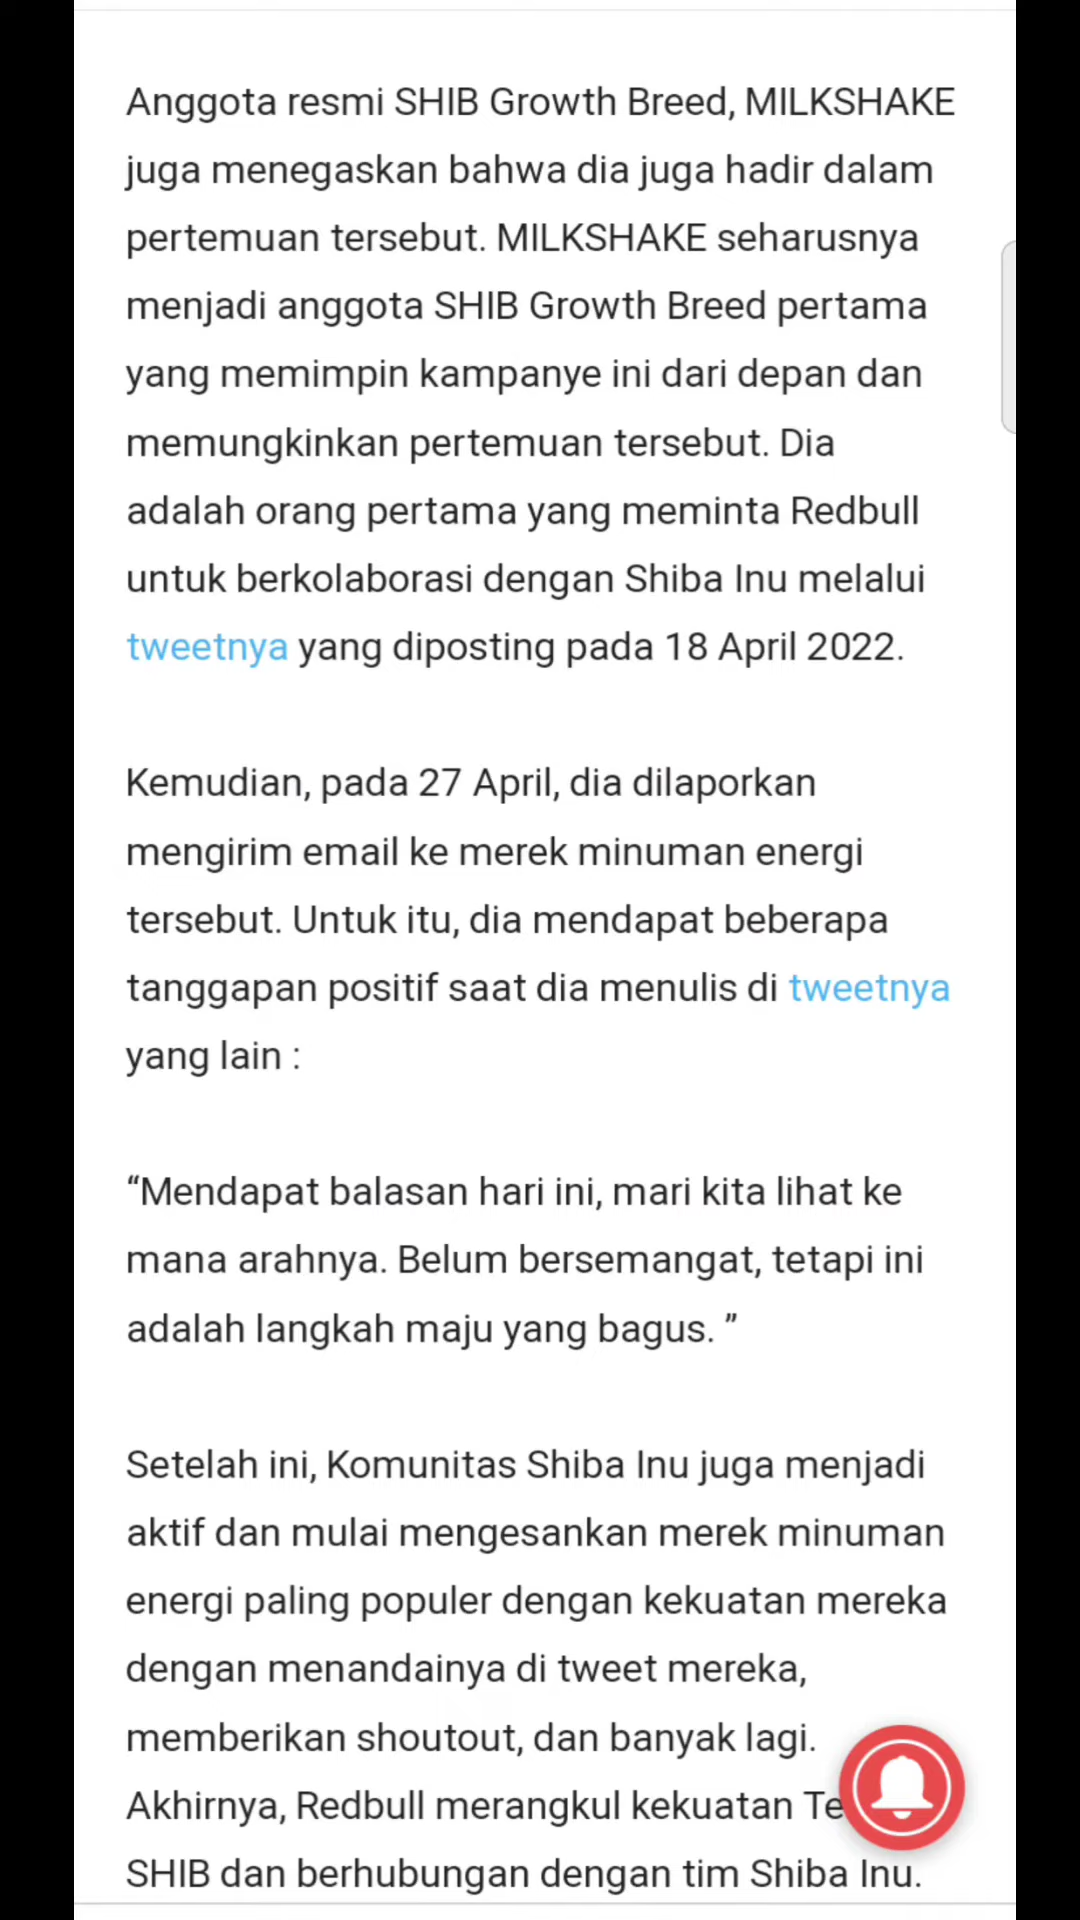 Anggota resmi SHIB Growth Breed, MILKSHAKE
juga menegaskan bahwa dia juga hadir dalam
pertemuan tersebut. MILKSHAKE seharusnya
menjadi anggota SHIB Growth Breed pertama
yang memimpin kampanye ini dari depan dan
memungkinkan pertemuan tersebut. Dia
adalah orang pertama yang meminta Redbull
untuk berkolaborasi dengan Shiba Inu melalui
tweetnya yang diposting pada 18 April 2022.
Kemudian, pada 27 April, dia dilaporkan
mengirim email ke merek minuman energi
tersebut. Untuk itu, dia mendapat beberapa
tanggapan positif saat dia menulis di tweetnya
yang lain :
“Mendapat balasan hari ini, mari kita lihat ke
mana arahnya. Belum bersemangat, tetapi ini
adalah langkah maju yang bagus. ”
Setelah ini, Komunitas Shiba Inu juga menjadi
aktif dan mulai mengesankan merek minuman
energi paling populer dengan kekuatan mereka
dengan menandainya di tweet mereka,
memberikan shoutout, dan banyak lagi.
Akhirnya, Redbull merangkul kekuatan
SHIB dan berhubungan dengan tim Shiba Inu.